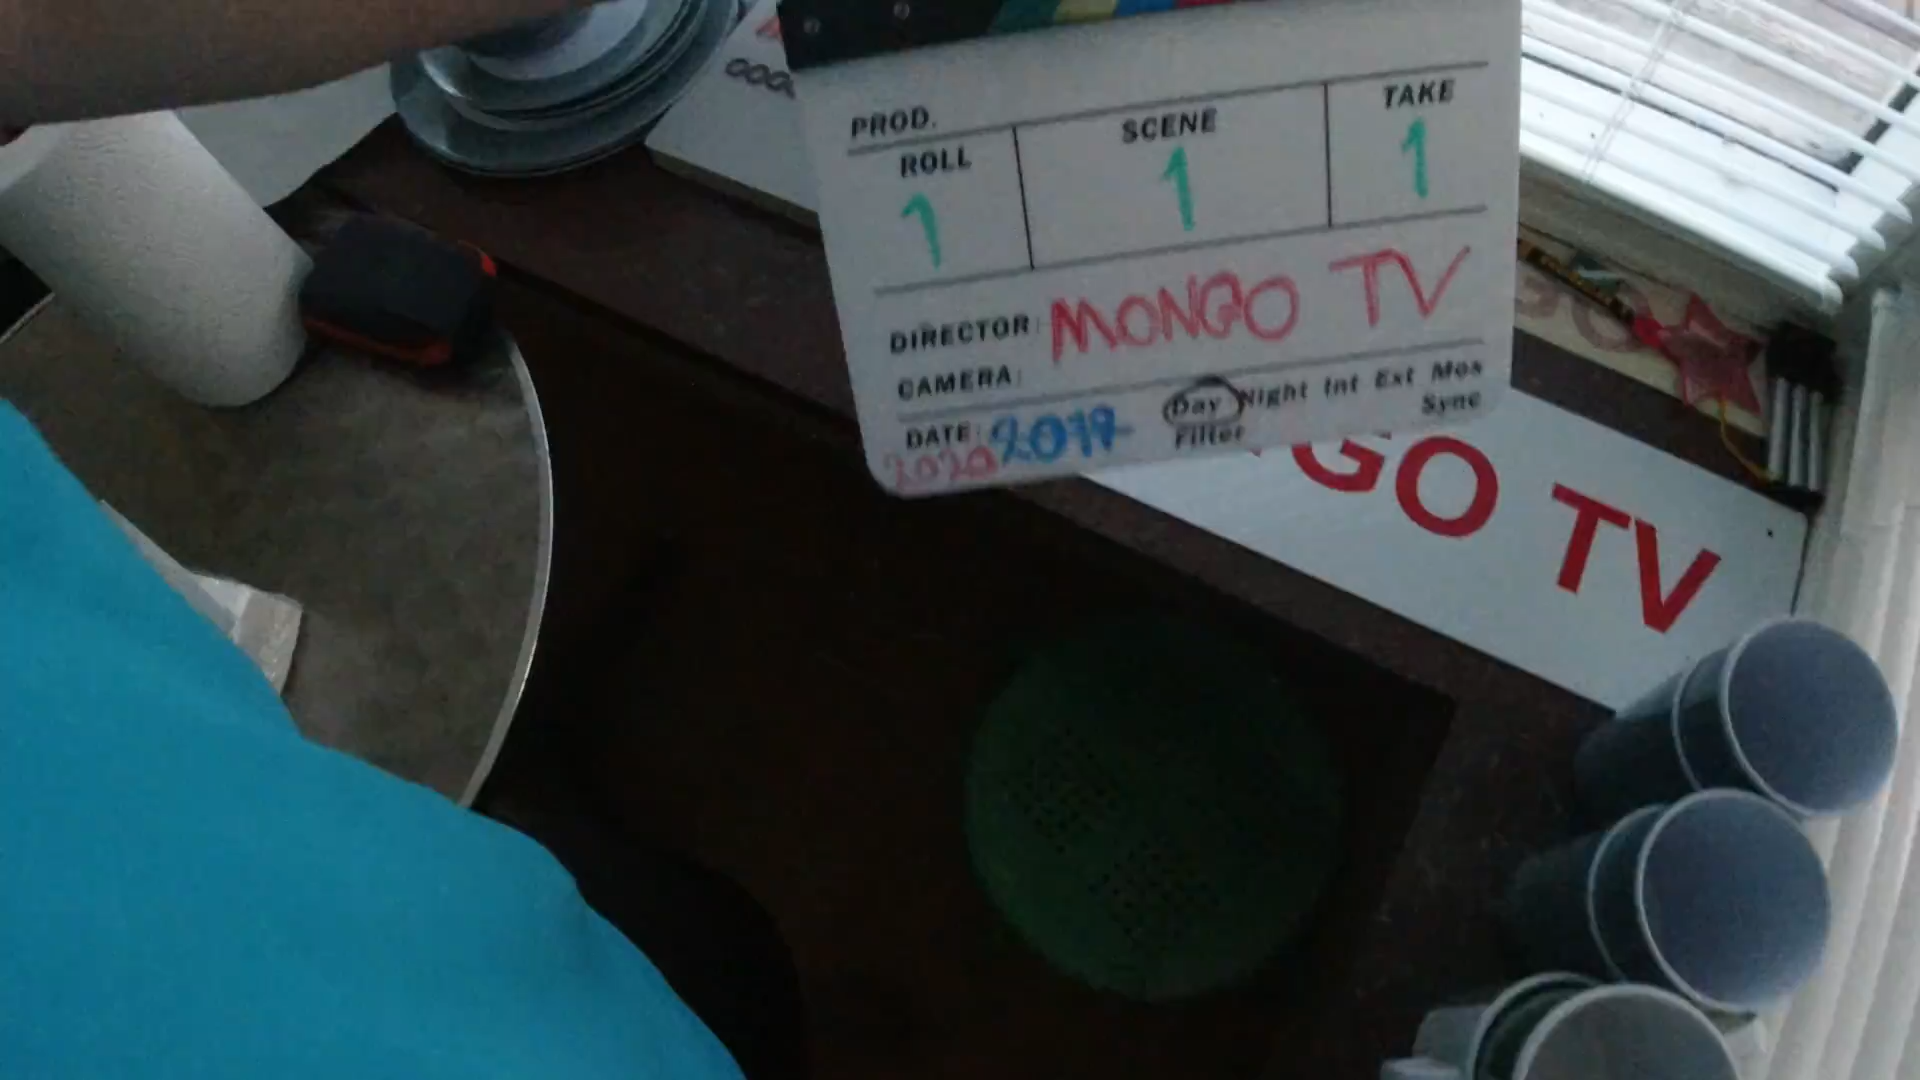 PROD.
ROLL SCENE TAKE
1 1 1
DIRECTOR: MONGO TV
CAMERA:
DATE: 2019 Day Night Int Ext Mos
2020 Filter Sync
GO TV